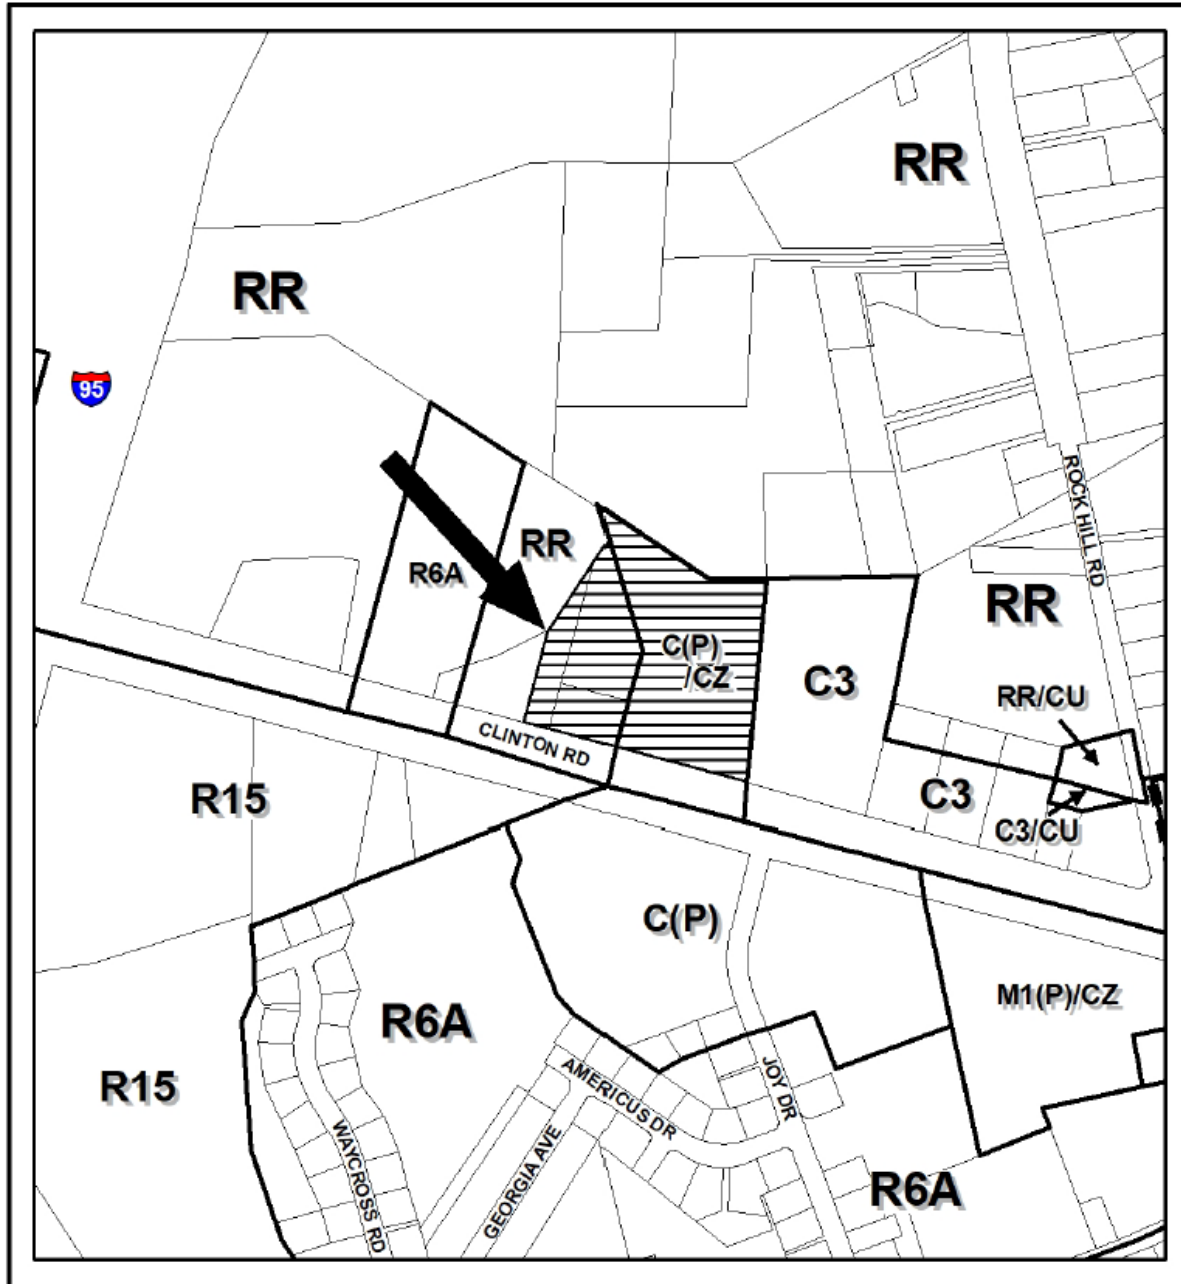 RR
RR
95
RR
R6A
ROCK HILL RD
RR
C(P)
/CZ
C3
RR/CU
CLINTON RD
R15
C3
C3/CU
C(P)
M1(P)/CZ
R6A
R15
AMERICUS DR
JOY DR
WAYCROSS RD
GEORGIA AVE
R6A